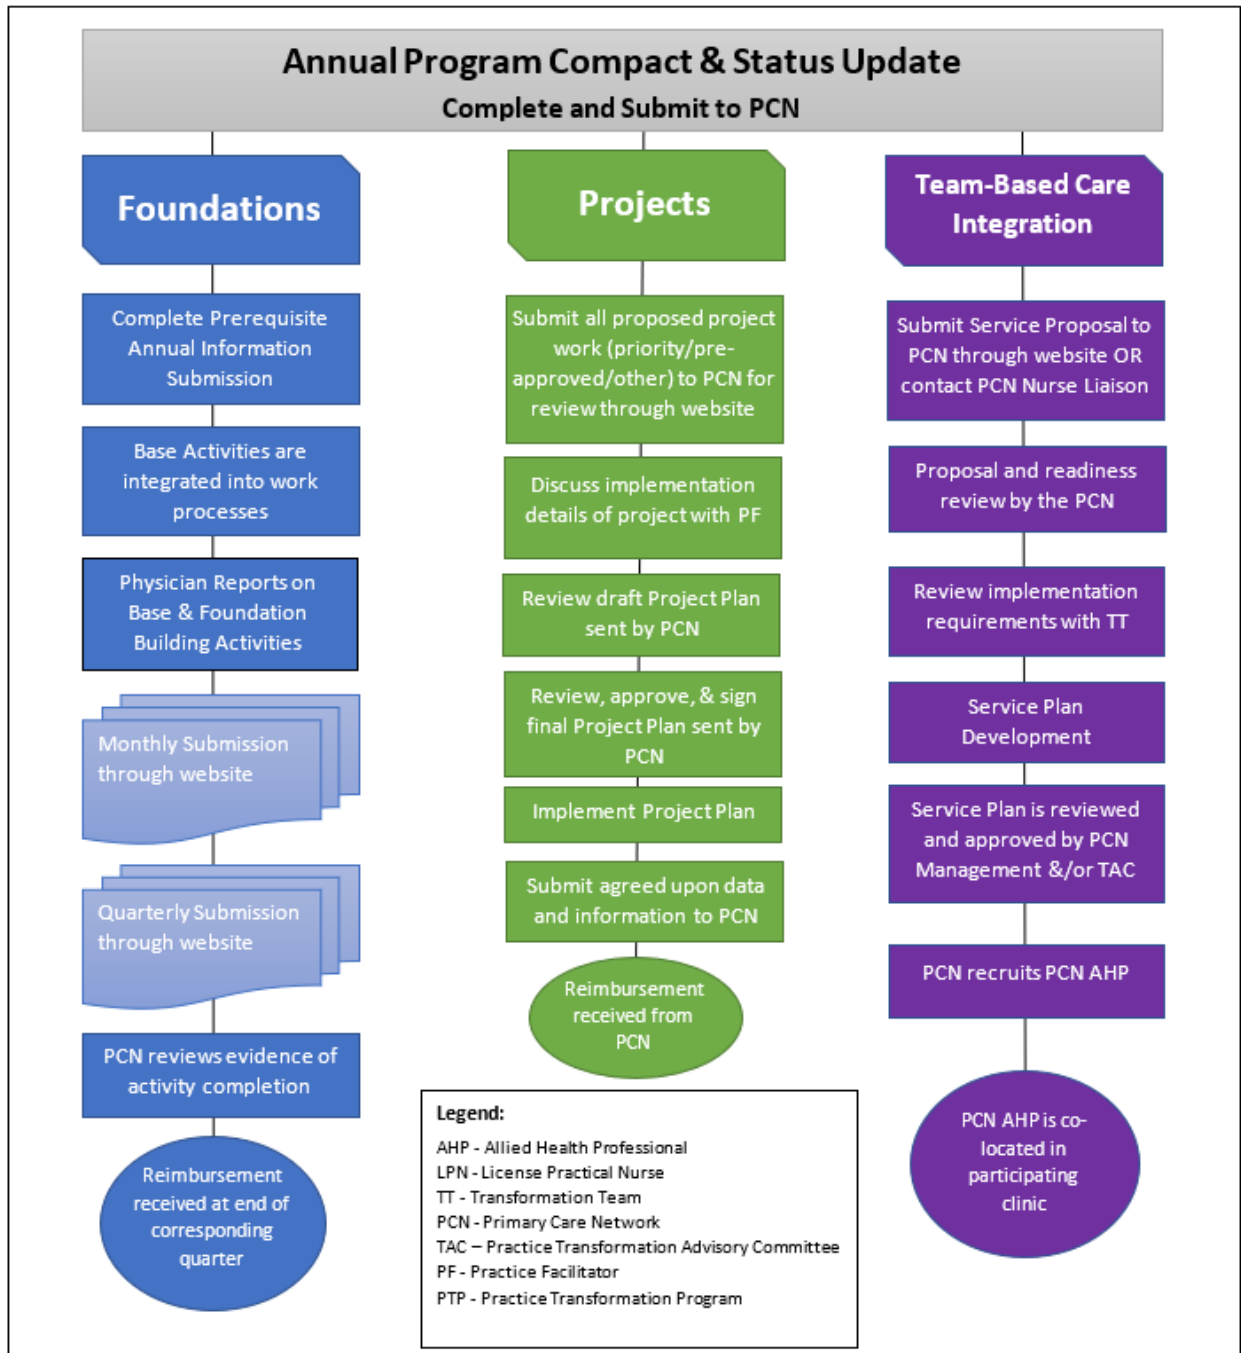 Annual Program Compact & Status Update
Complete and Submit to PCN
Foundations
Complete Prerequisite
Annual Information
Submission
Base Activities are
integrated into work
processes
Physician Reports on
Base & Foundation
Building Activities
Monthly Submission
through website
Quarterly Submission
through website
PCN reviews evidence of
activity completion
Reimbursement
received at end of
corresponding
quarter
Projects
Submit all proposed project
work (priority/pre-
approved/other) to PCN for
review through website
Discuss implementation
details of project with PF
Review draft Project Plan
sent by PCN
Review, approve, & sign
final Project Plan sent by
PCN
Implement Project Plan
Submit agreed upon data
and information to PCN
Reimbursement
received from
PCN
Team-Based Care
Integration
Submit Service Proposal to
PCN through website OR
contact PCN Nurse Liaison
Proposal and readiness
review by the PCN
Review implementation
requirements with TT
Service Plan
Development
Service Plan is reviewed
and approved by PCN
Management &/or TAC
PCN recruits PCN AHP
PCN AHP is co-
located in
participating
clinic
Legend:
AHP - Allied Health Professional
LPN - License Practical Nurse
TT - Transformation Team
PCN - Primary Care Network
TAC – Practice Transformation Advisory Committee
PF - Practice Facilitator
PTP - Practice Transformation Program